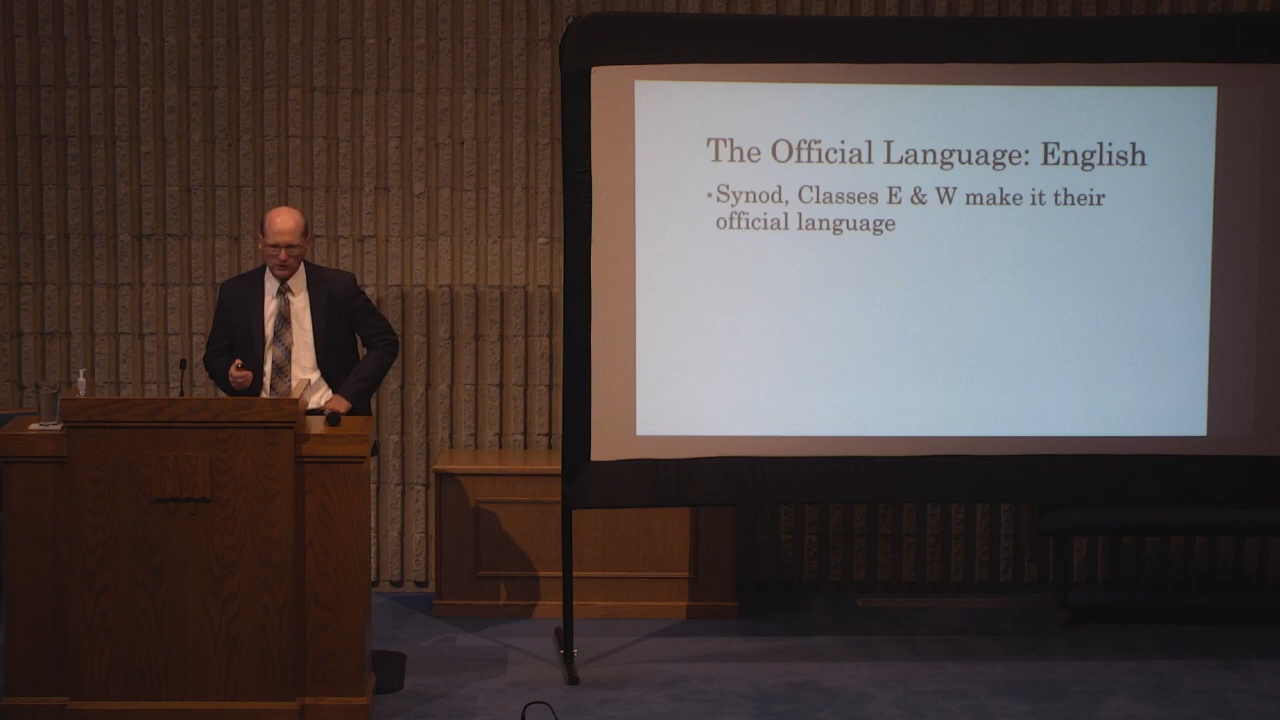 The Official Language: English
•Synod, Classes E & W make it their
official language